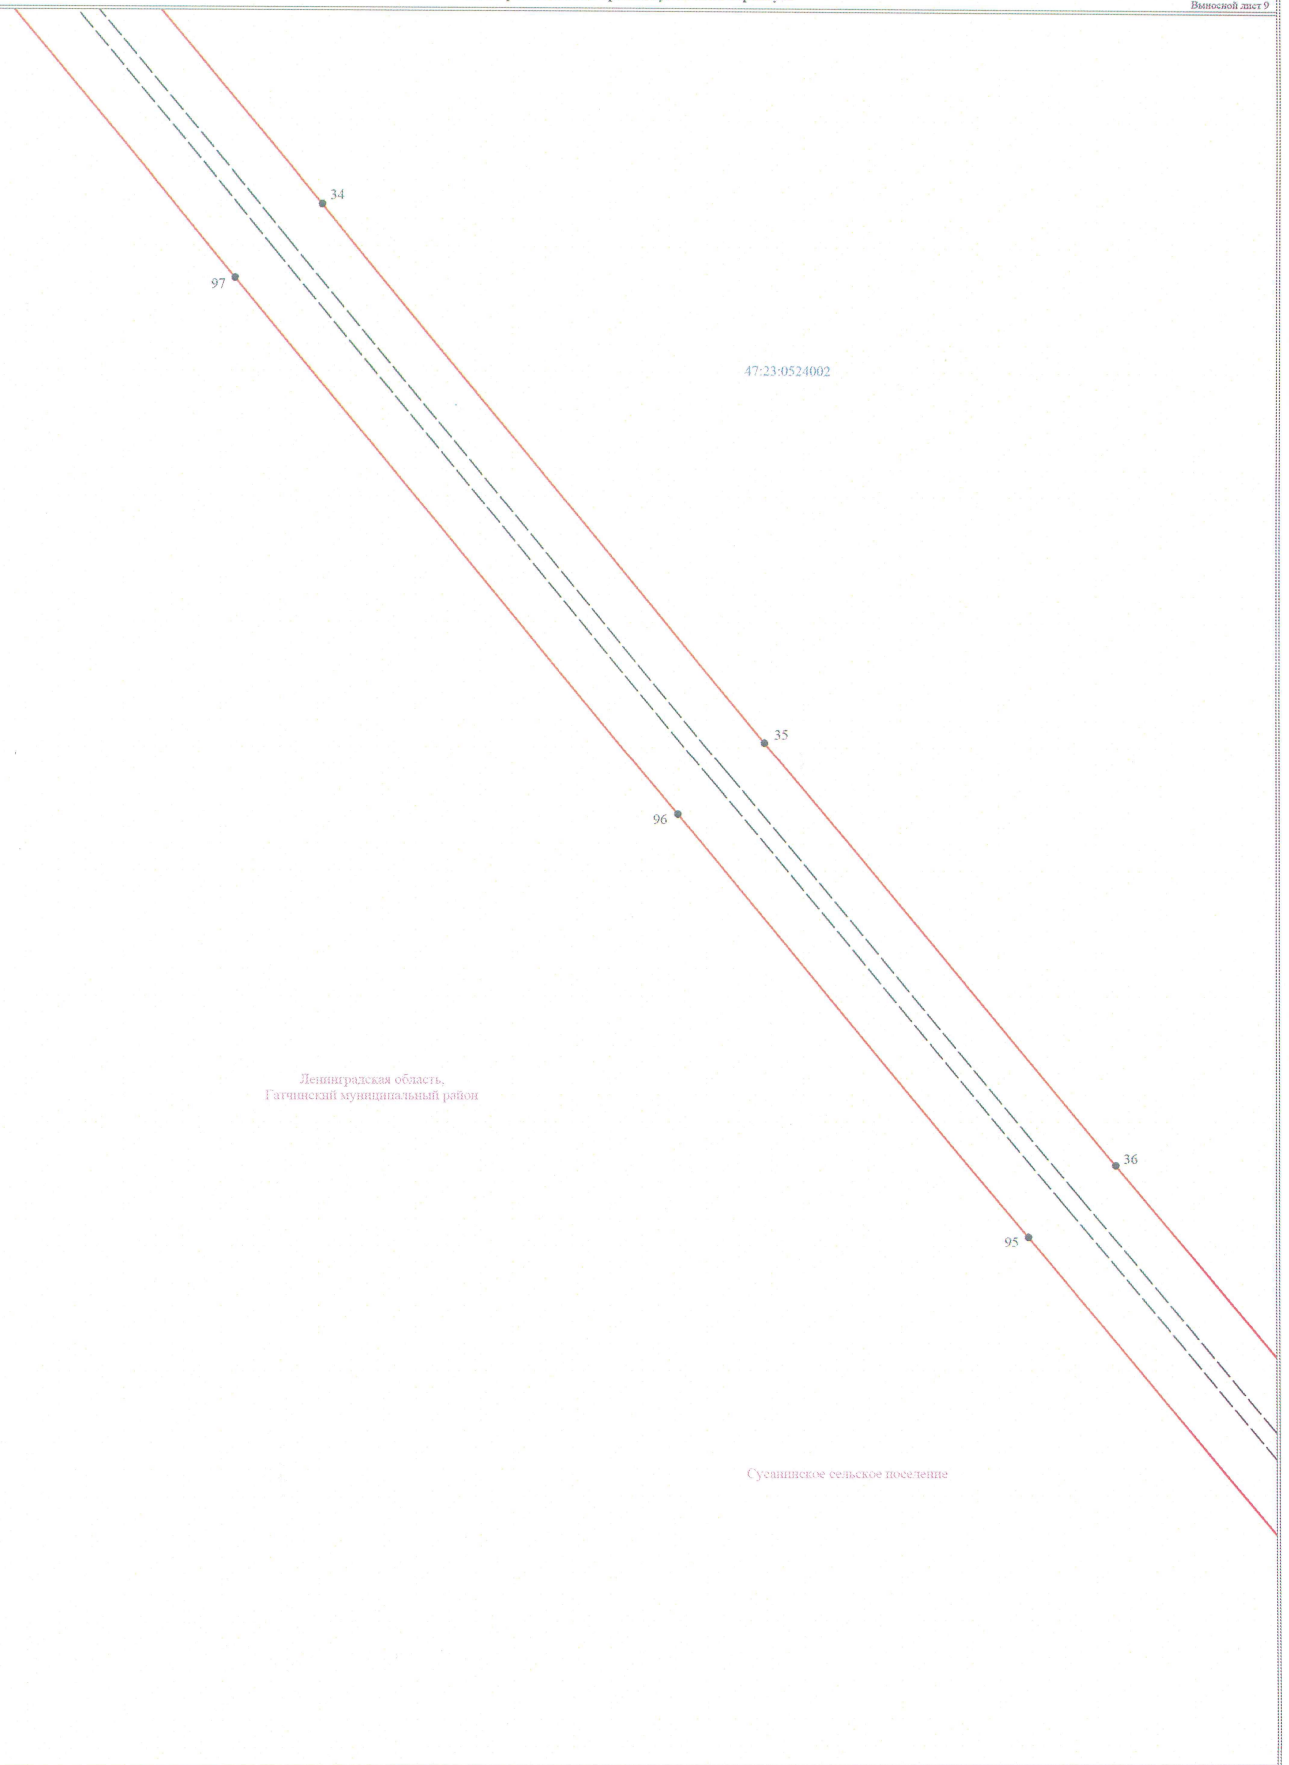 Выносной лист 9
34
97
47:23:0524002
35
96
Ленинградская область,
Гатчинский муниципальный район
36
95
Сусанинское сельское поселение